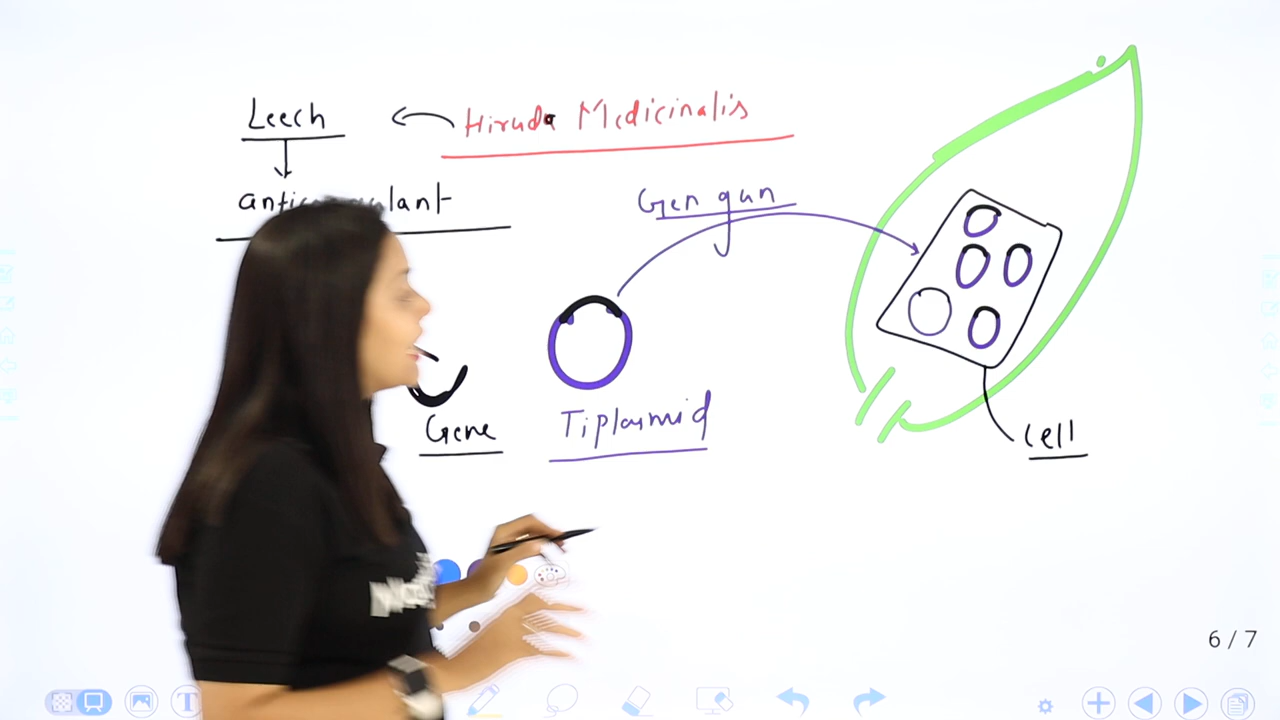 Leech
Hirudo Medicinalis
Gen gun
Gene
Tiplasmid
cell
6 / 7
T